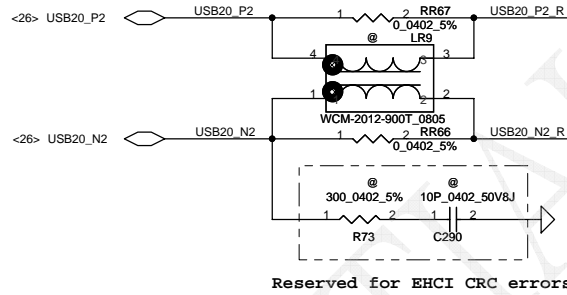 <26> USB20_P2 USB20_P2 1 2 RR67 USB20_P2_R
0_0402_5%
@ LR9
4 3 3
1 2 2
WCM-2012-900T_0805
<26> USB20_N2 USB20_N2 1 2 RR66 USB20_N2_R
0_0402_5%
@ @
300_0402_5% 10P_0402_50V8J
1 2 1 2
R73 C290
Reserved for EHCI CRC errors